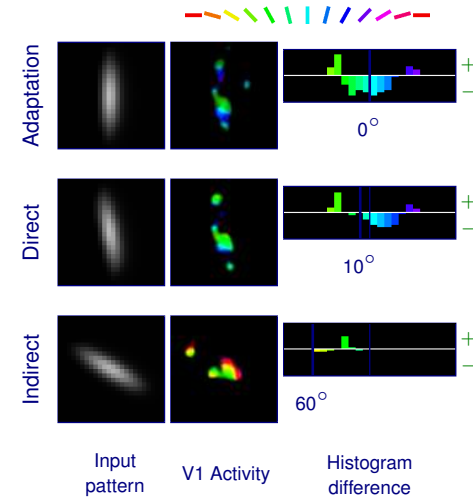 Adaptation
+
−
0°
Direct
+
−
10°
Indirect
+
−
60°
Input
pattern
V1 Activity
Histogram
difference